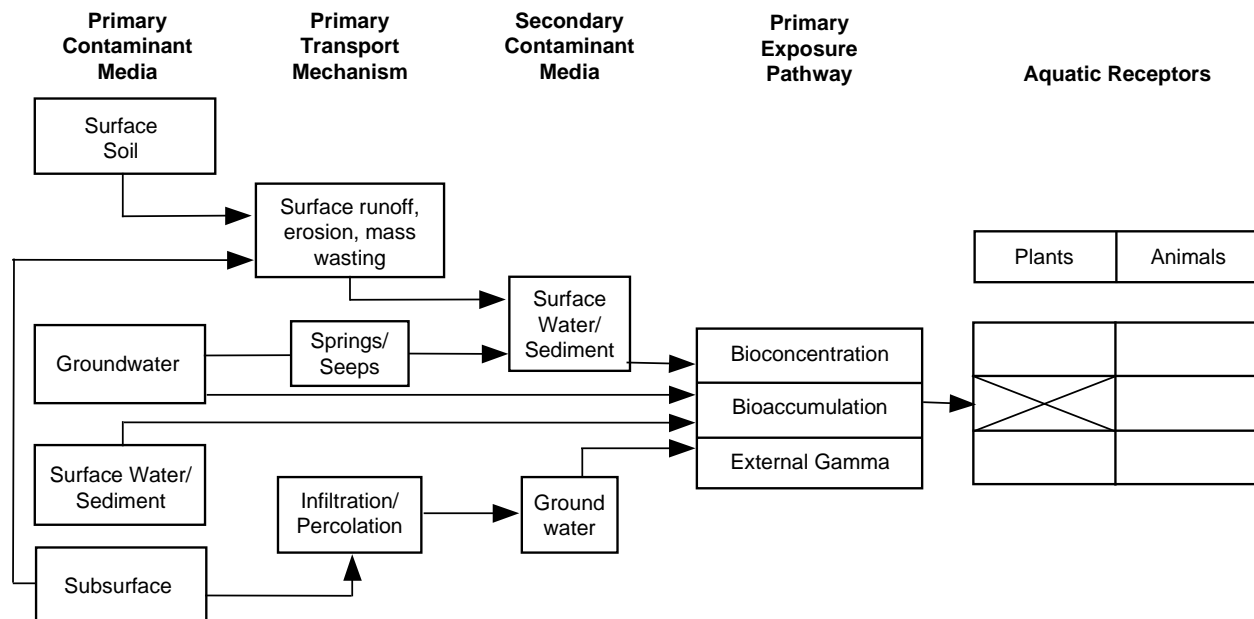 Primary
Contaminant
Media
Primary
Transport
Mechanism
Secondary
Contaminant
Media
Primary
Exposure
Pathway
Aquatic Receptors
Surface
Soil
Surface runoff,
erosion, mass
wasting
Plants
Animals
Surface
Water/
Sediment
Groundwater
Springs/
Seeps
Bioconcentration
Bioaccumulation
External Gamma
Surface Water/
Sediment
Infiltration/
Percolation
Ground
water
Subsurface